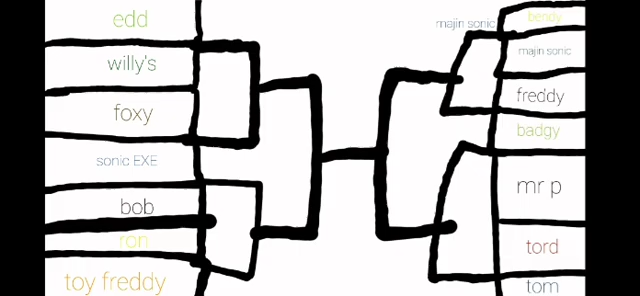 edd
willy's
foxy
sonic EXE
bob
ron
toy freddy
majin sonic
bendy
majin sonic
freddy
badgy
mr p
tord
tom